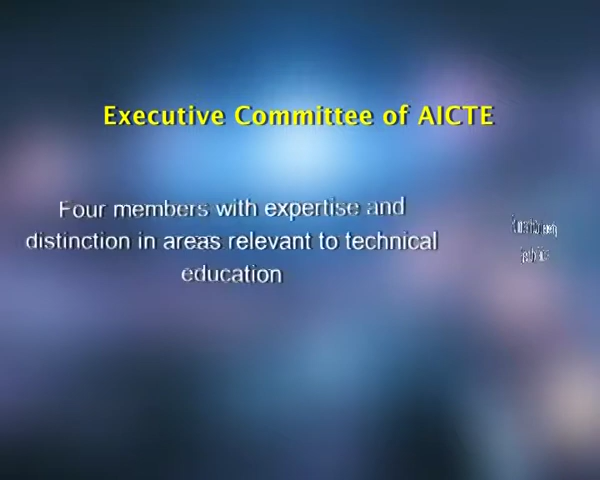 Executive Committee of AICTE
Four members with expertise and
distinction in areas relevant to technical
education